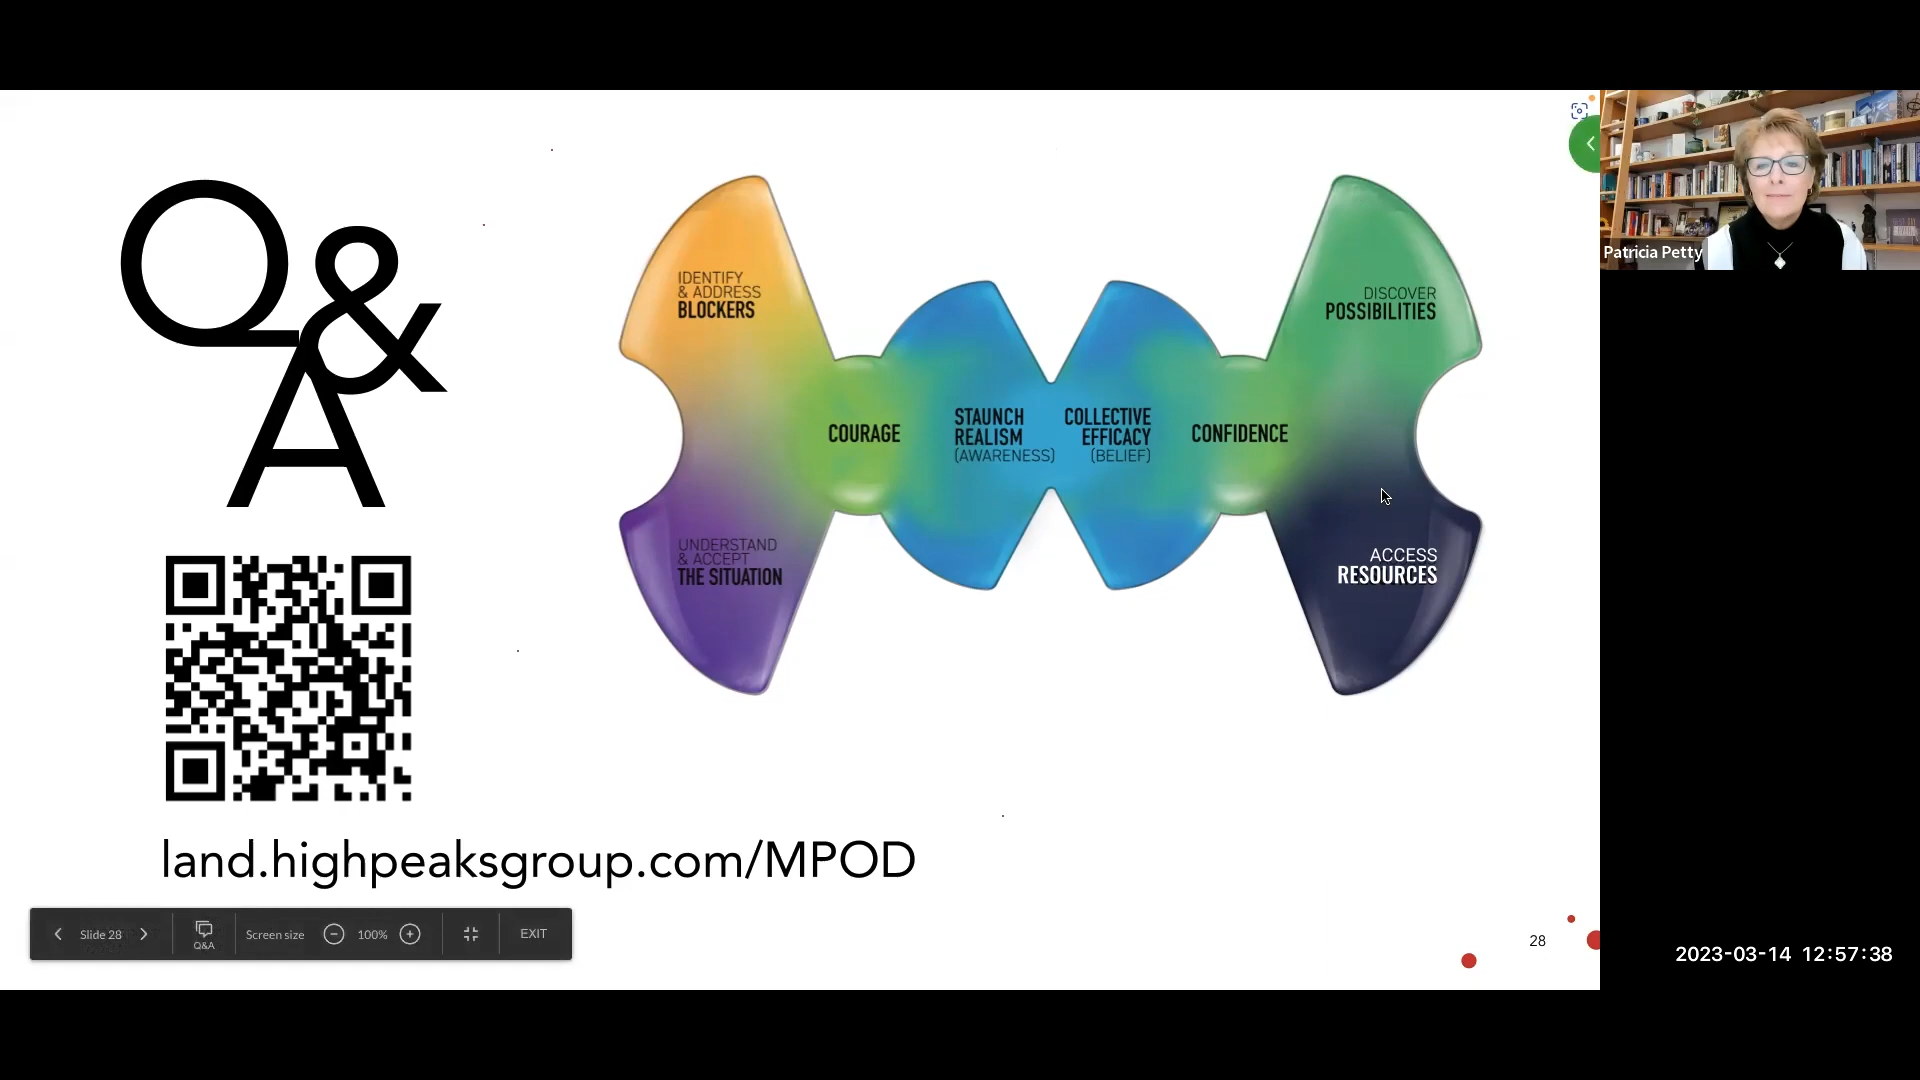 Q&
A
IDENTIFY
& ADDRESS
BLOCKERS
UNDERSTAND
& ACCEPT
THE SITUATION
COURAGE
STAUNCH
REALISM
(AWARENESS)
COLLECTIVE
EFFICACY
(BELIEF)
CONFIDENCE
DISCOVER
POSSIBILITIES
ACCESS
RESOURCES
land.highpeaksgroup.com/MPOD
Slide 28
Q&A
Screen size
100%
EXIT
28
Patricia Petty
2023-03-14 12:57:38